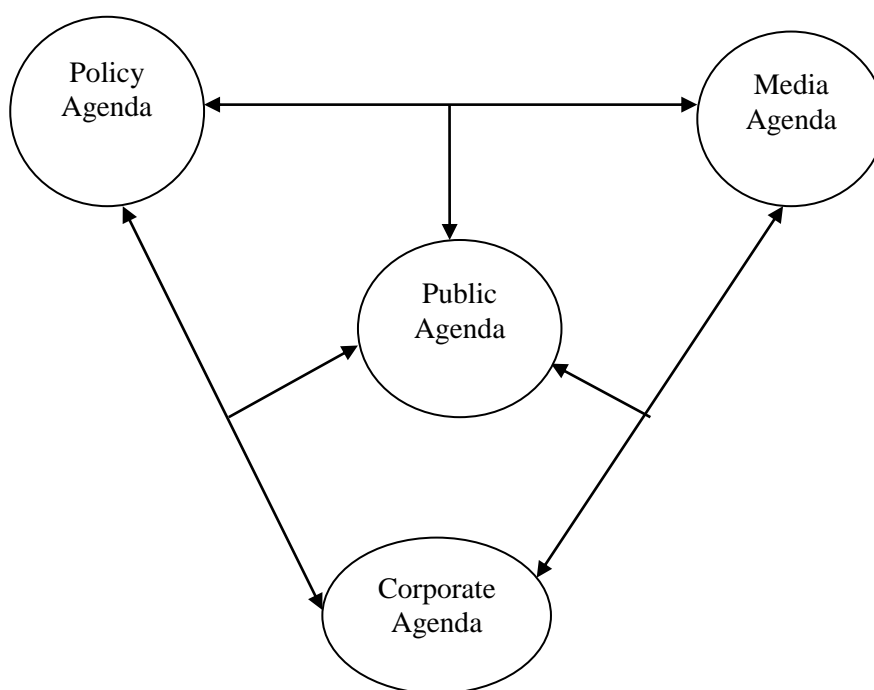 Policy
Agenda
Media
Agenda
Public
Agenda
Corporate
Agenda